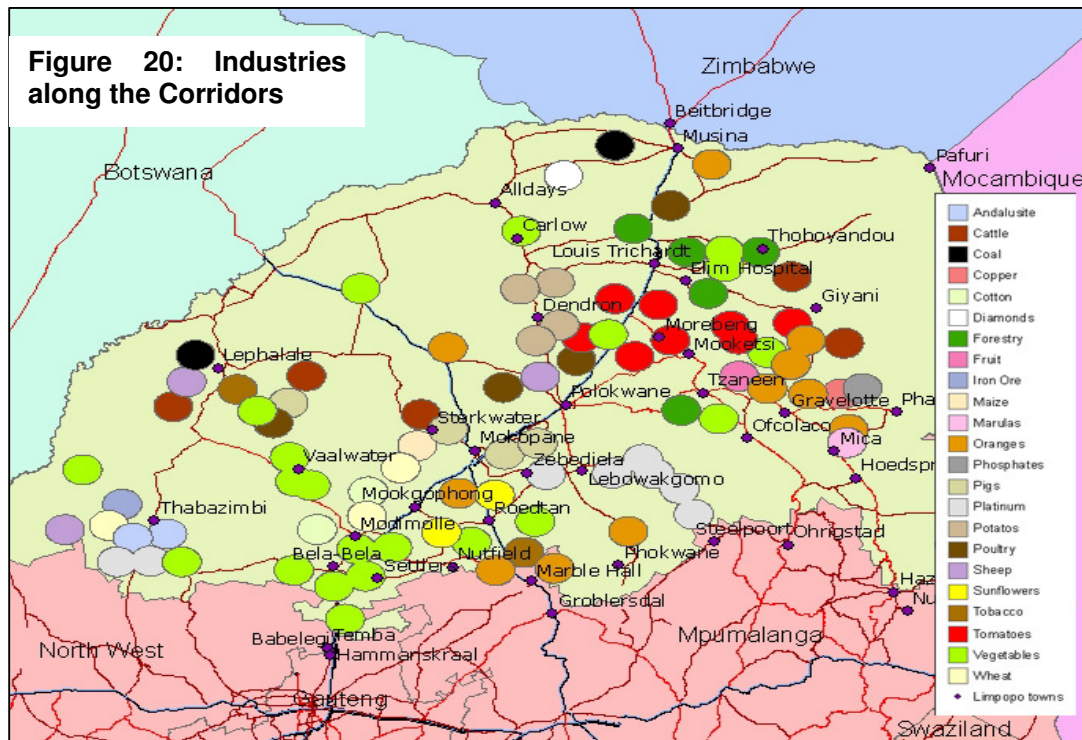 Figure 20: Industries
along the Corridors
Zimbabwe
Beitbridge
Musina
Pafuri
Mocambique
Botswana
Alldays
Carlow
Thohoyandou
Louis Trichardt
Elim Hospital
Giyani
Dendron
Morebeng
Mooketsi
Lephalale
Tzaneen
Polokwane
Gravelotte
Pha
Sterkwater
Ofcolaco
Mokopane
Mica
Vaalwater
Zebediela
Lebowakgomo
Hoedspr
Mookgophong
Thabazimbi
Roedtan
Modimolle
Steelpoort
Ohrigstad
Bela-Bela
Nutfield
Phokwane
Settlers
Marble Hall
Haz
Nu
Groblersdal
Mpumalanga
Babelegi
Temba
North West
Hammanskraal
Gauteng
Swaziland
Andalusite
Cattle
Coal
Copper
Cotton
Diamonds
Forestry
Fruit
Iron Ore
Maize
Marulas
Oranges
Phosphates
Pigs
Platinum
Potatos
Poultry
Sheep
Sunflowers
Tobacco
Tomatoes
Vegetables
Wheat
Limpopo towns